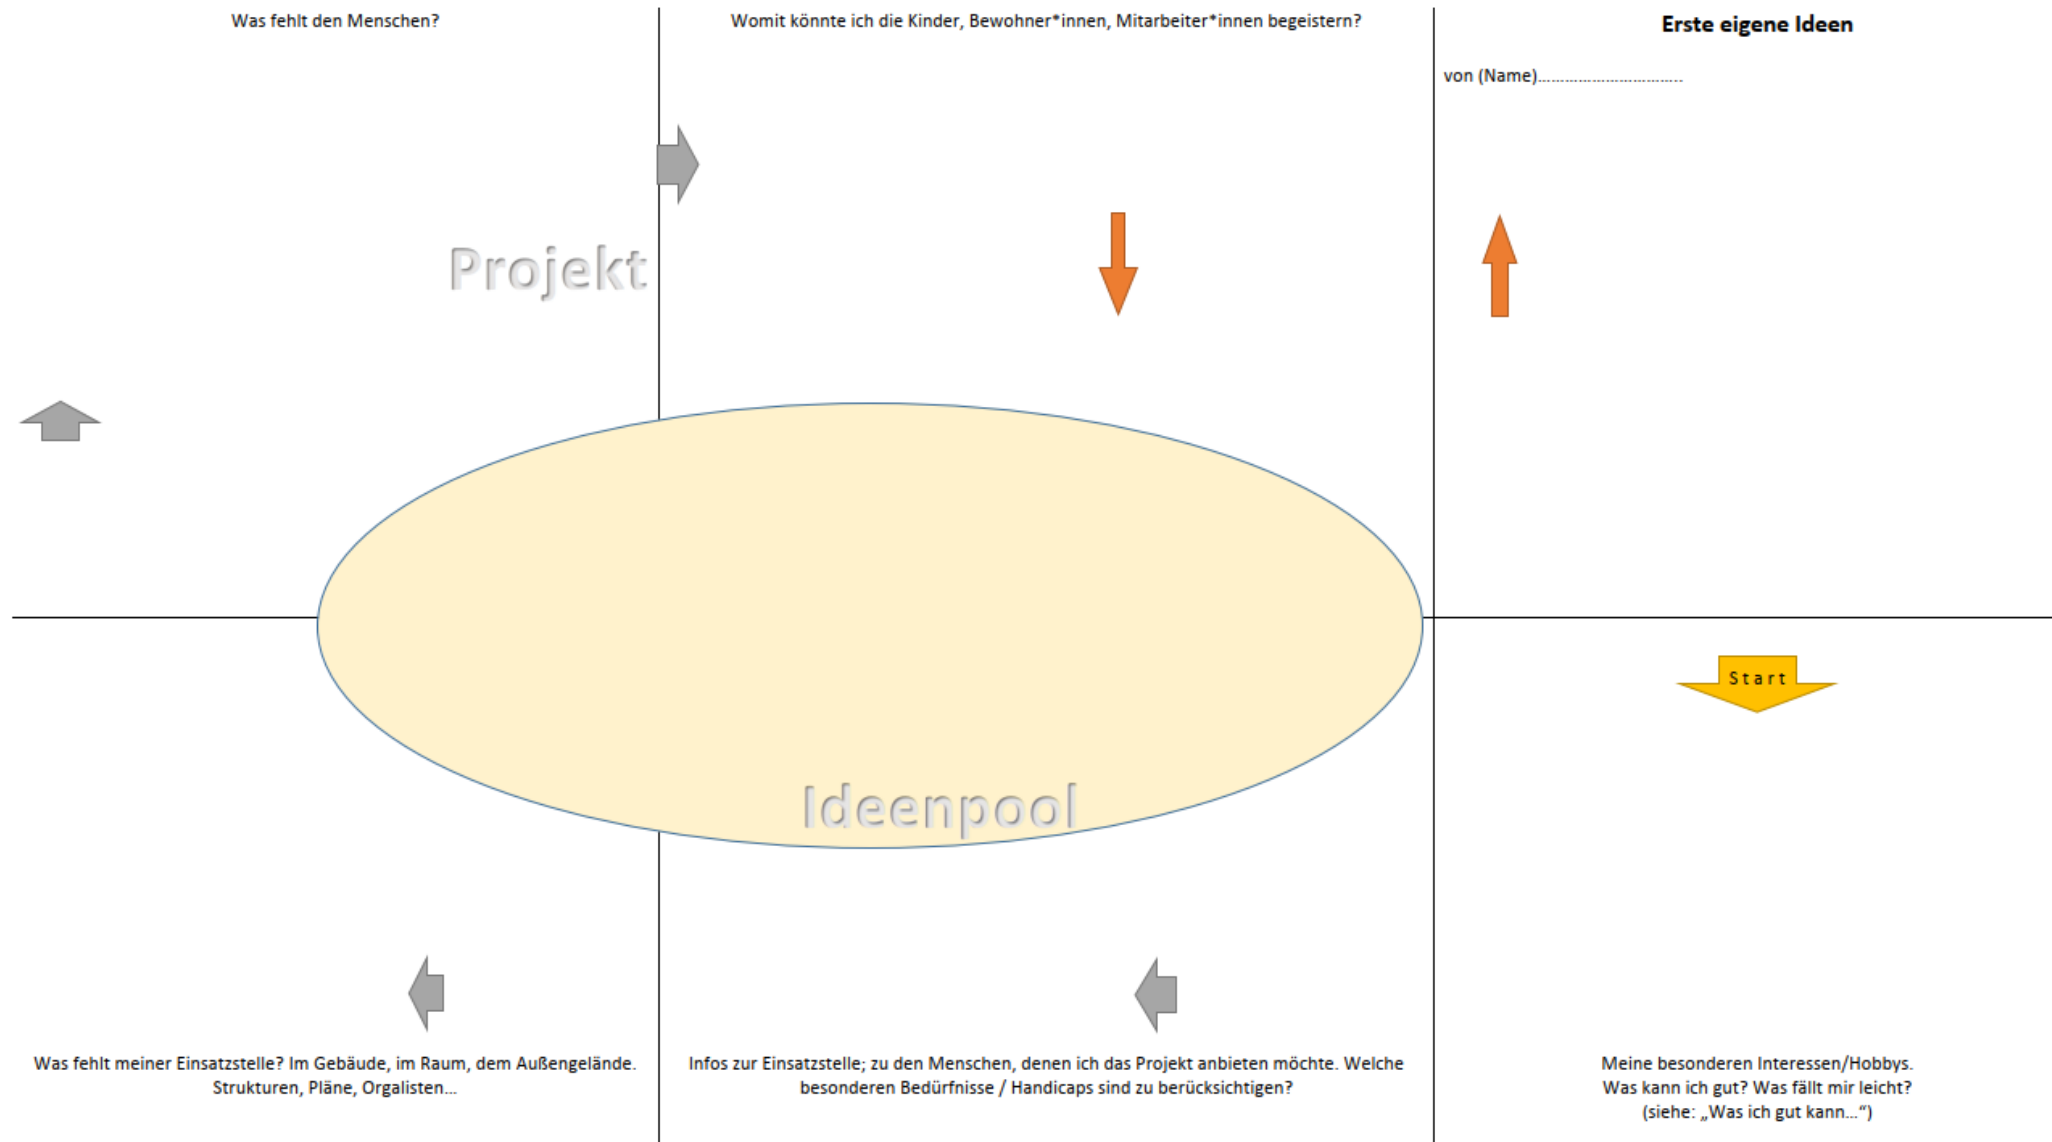 Was fehlt den Menschen?
Womit könnte ich die Kinder, Bewohner*innen, Mitarbeiter*innen begeistern?
Erste eigene Ideen
von (Name)................................
Projekt
Start
Ideenpool
Was fehlt meiner Einsatzstelle? Im Gebäude, im Raum, dem Außengelände.
Strukturen, Pläne, Orgalisten...
Infos zur Einsatzstelle; zu den Menschen, denen ich das Projekt anbieten möchte. Welche
besonderen Bedürfnisse / Handicaps sind zu berücksichtigen?
Meine besonderen Interessen/Hobbys.
Was kann ich gut? Was fällt mir leicht?
(siehe: „Was ich gut kann...“)